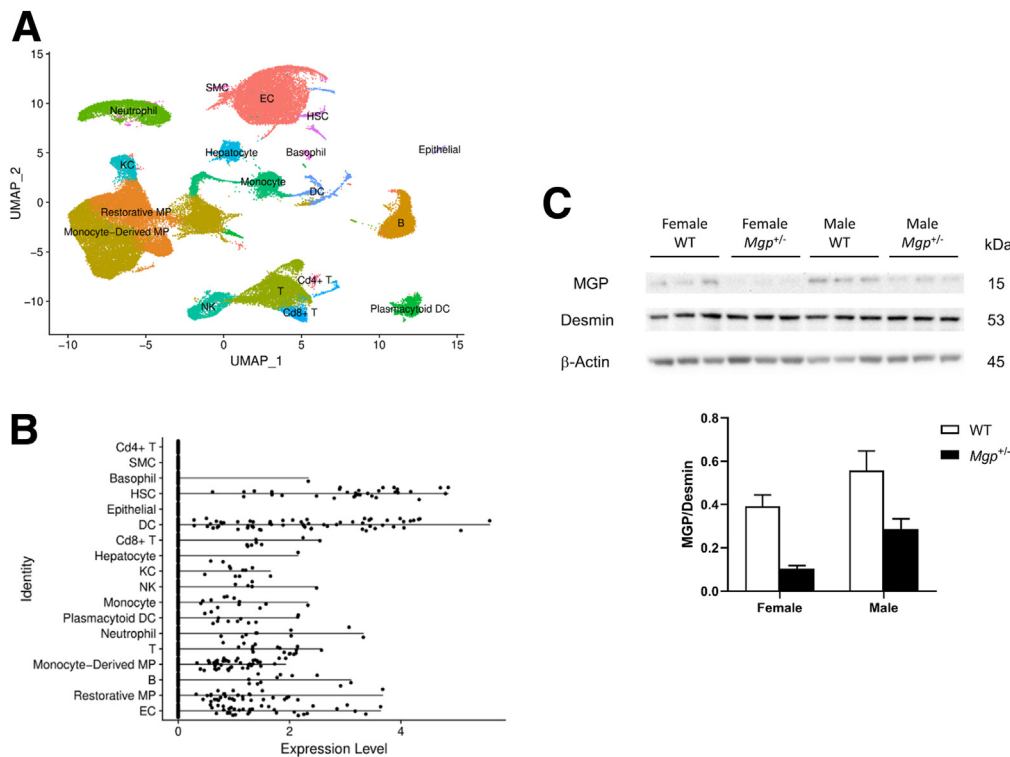 A
15
10
5
0
−5
−10
UMAP_2
−10
−5
0
5
10
15
UMAP_1
SMC
EC
Neutrophil
HSC
Hepatocyte
Basophil
Epithelial
KC
Monocyte
DC
Restorative MP
B
Monocyte−Derived MP
Cd4+ T
T
NK
Cd8+ T
Plasmacytoid DC
B
Identity
Cd4+ T
SMC
Basophil
HSC
Epithelial
DC
Cd8+ T
Hepatocyte
KC
NK
Monocyte
Plasmacytoid DC
Neutrophil
T
Monocyte−Derived MP
B
Restorative MP
EC
0
2
4
Expression Level
C
Female Female Male Male
WT Mgp+/- WT Mgp+/- kDa
MGP 15
Desmin 53
β-Actin 45
0.8
0.6
0.4
0.2
0.0
MGP/Desmin
WT
Mgp+/-
Female Male